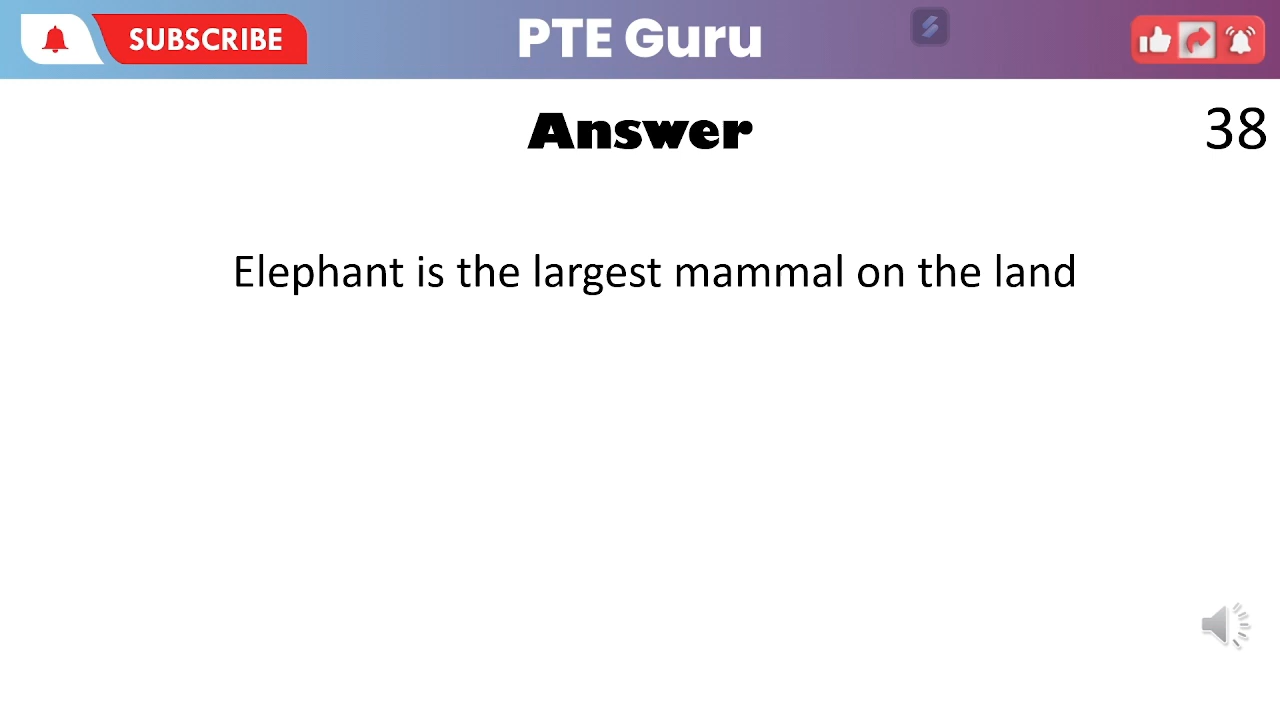 SUBSCRIBE
PTE Guru
Answer
38
Elephant is the largest mammal on the land